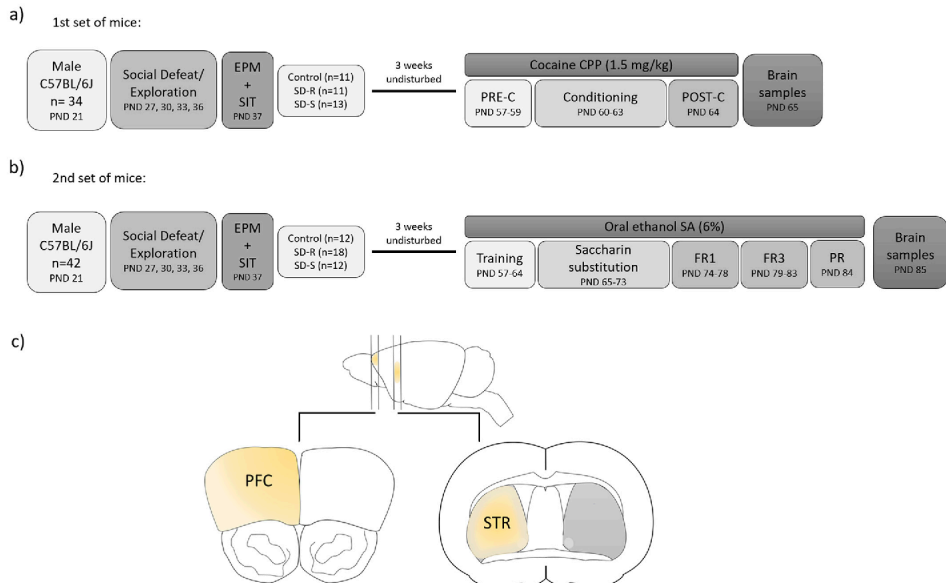 a)
1st set of mice:
Male
C57BL/6J
n= 34
PND 21
Social Defeat/
Exploration
PND 27, 30, 33, 36
EPM
+
SIT
PND 37
Control (n=11)
SD-R (n=11)
SD-S (n=13)
3 weeks
undisturbed
Cocaine CPP (1.5 mg/kg)
PRE-C
PND 57-59
Conditioning
PND 60-63
POST-C
PND 64
Brain
samples
PND 65
b)
2nd set of mice:
Male
C57BL/6J
n=42
PND 21
Social Defeat/
Exploration
PND 27, 30, 33, 36
EPM
+
SIT
PND 37
Control (n=12)
SD-R (n=18)
SD-S (n=12)
3 weeks
undisturbed
Oral ethanol SA (6%)
Training
PND 57-64
Saccharin
substitution
PND 65-73
FR1
PND 74-78
FR3
PND 79-83
PR
PND 84
Brain
samples
PND 85
c)
PFC
STR